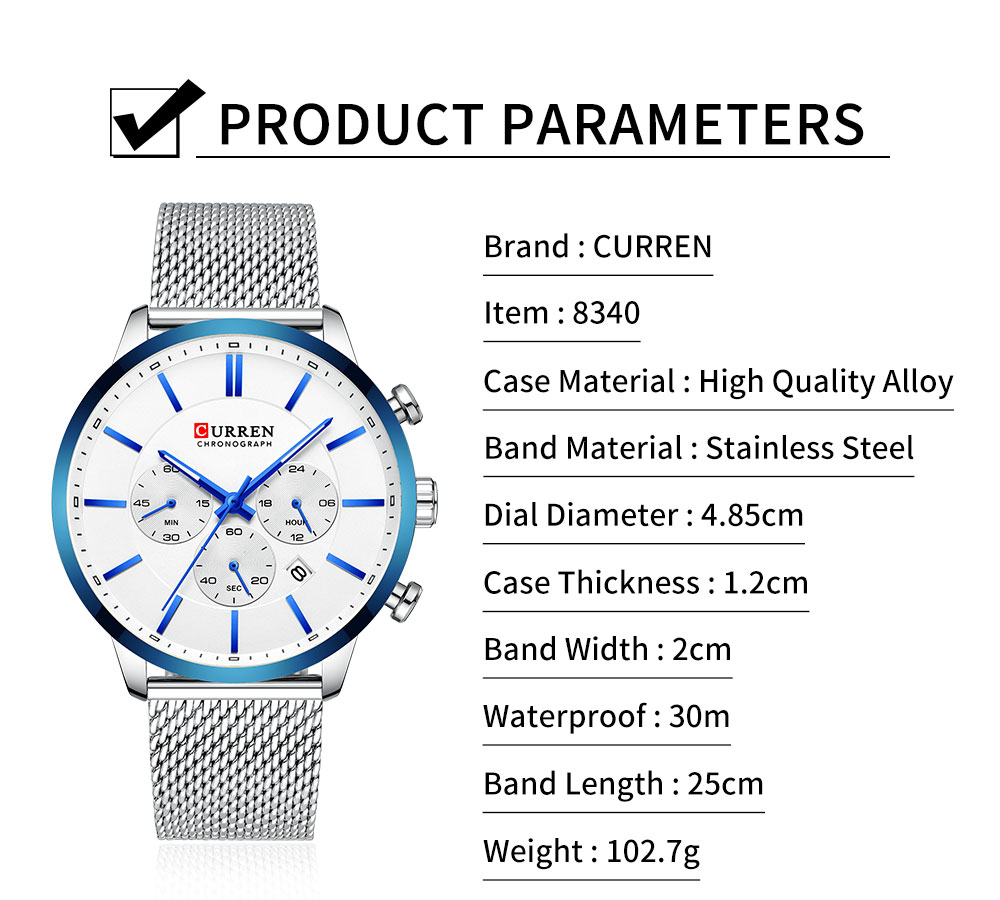 PRODUCT PARAMETERS
CURREN
CHRONOGRAPH
60
45
15
MIN
30
24
18
06
HOUR
12
60
40
20
SEC
8
Brand : CURREN
Item : 8340
Case Material : High Quality Alloy
Band Material : Stainless Steel
Dial Diameter : 4.85cm
Case Thickness : 1.2cm
Band Width : 2cm
Waterproof : 30m
Band Length : 25cm
Weight : 102.7g